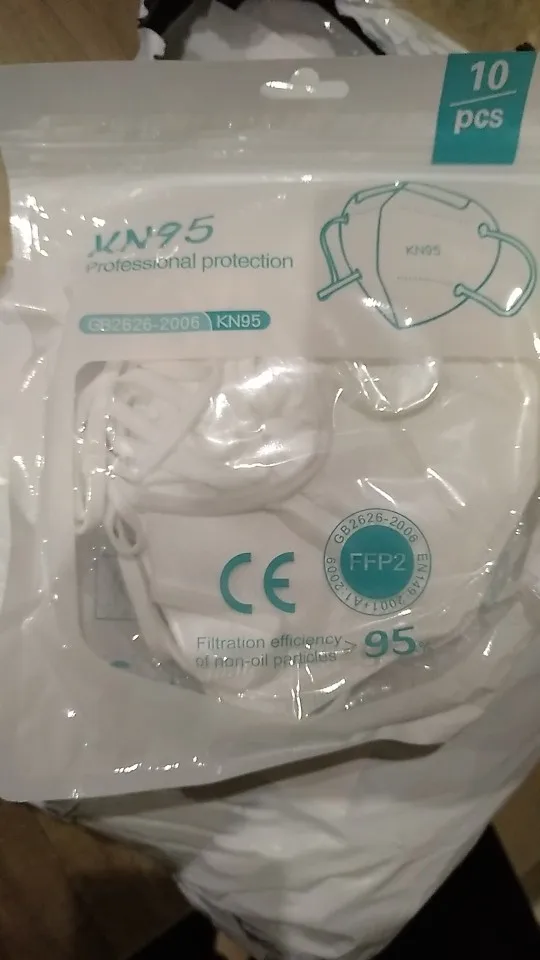 10
pcs
KN95
Professional protection
KN95
GB2626-2006 KN95
GB2626-2006
FFP2
EN149:2001+A1:2009
CE
Filtration efficiency
of non-oil particles > 95%